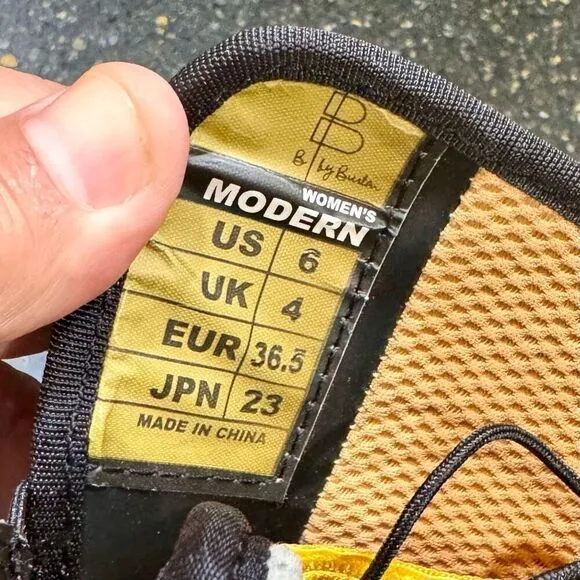 B
B
B by Busta
WOMEN'S
MODERN
US 6
UK 4
EUR 36.5
JPN 23
MADE IN CHINA